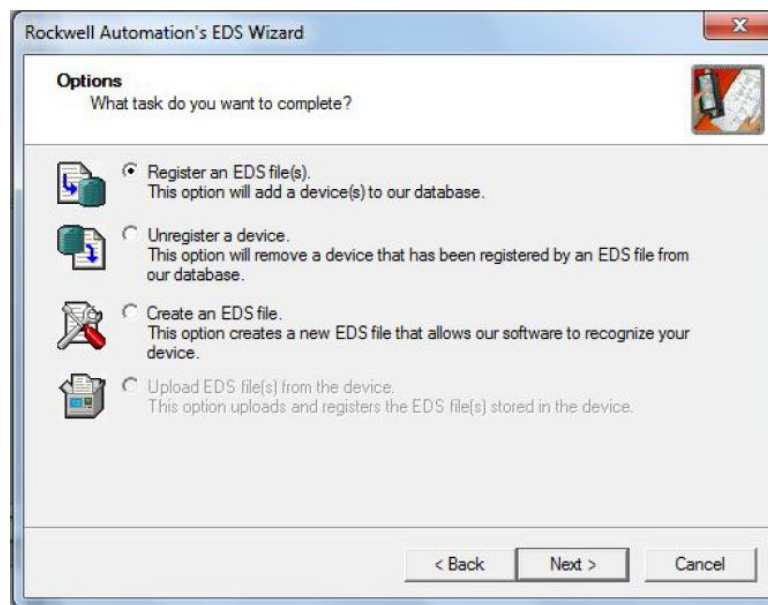 Rockwell Automation's EDS Wizard
Options
What task do you want to complete?
Register an EDS file(s).
This option will add a device(s) to our database.
Unregister a device.
This option will remove a device that has been registered by an EDS file from
our database.
Create an EDS file.
This option creates a new EDS file that allows our software to recognize your
device.
Upload EDS file(s) from the device.
This option uploads and registers the EDS file(s) stored in the device.
< Back
Next >
Cancel